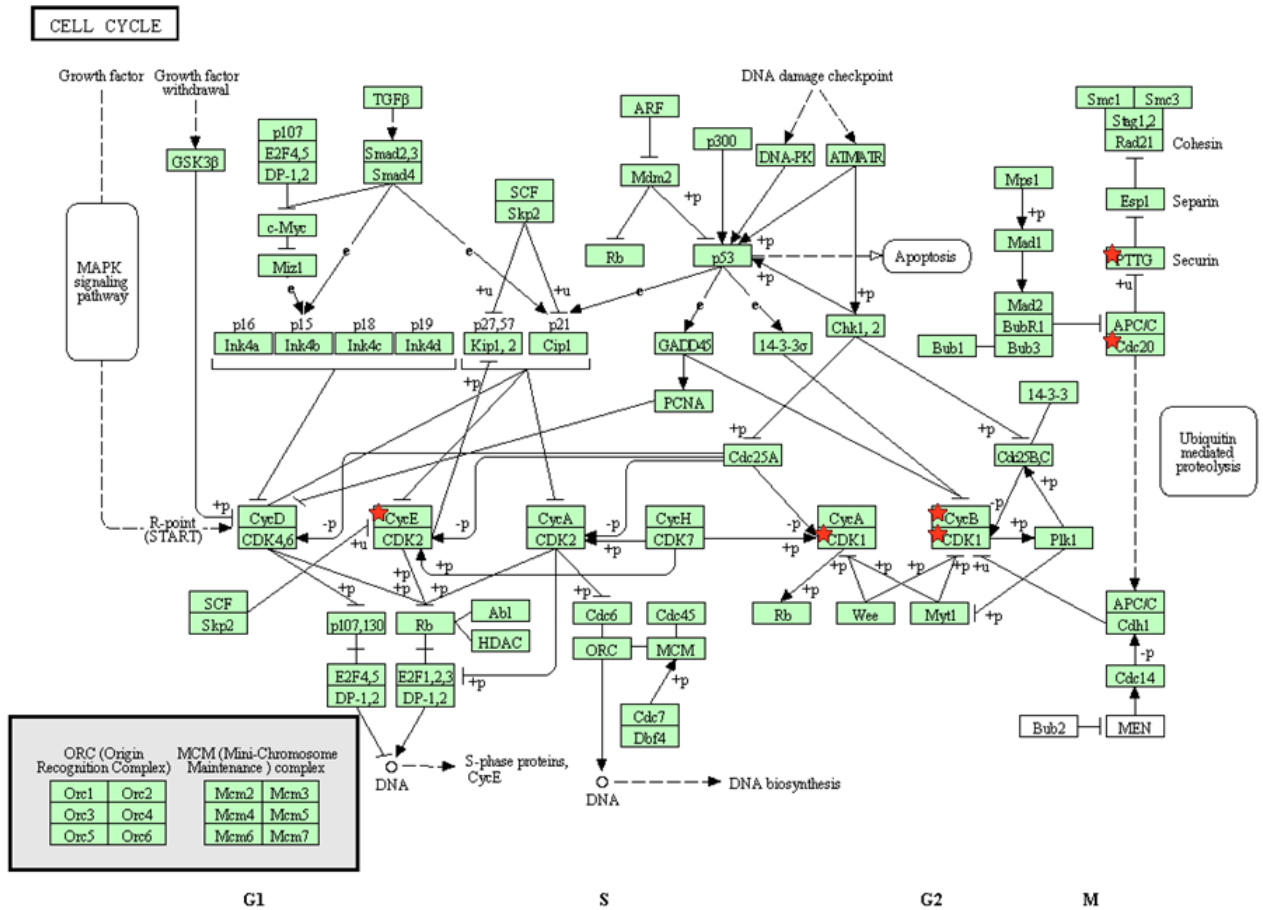 CELL CYCLE
Growth factor
Growth factor
withdrawal
TGFβ
ARF
DNA damage checkpoint
Smc1
Smc3
Stag1,2
Rad21
Cohesin
p107
E2F4,5
DP-1,2
GSK3β
Smad2,3
Smad4
p300
DNA-PK
ATMATR
SCF
Skp2
Mdm2
+p
Mps1
+p
Esp1
Separin
c-Myc
Miz1
e
e
e
e
Rb
p53
+p
+p
Apoptosis
Mad1
PTTG
Securin
+u
MAPK
signaling
pathway
+u
+u
e
e
e
+p
Mad2
BubR1
Bub3
Bub1
APC/C
Cdc20
p16
p15
p18
p19
p27,57
p21
Ink4a
Ink4b
Ink4c
Ink4d
Kip1, 2
Cip1
GADD45
14-3-3σ
Chk1, 2
+p
PCNA
14-3-3
Ubiquitin
mediated
proteolysis
+p
+p
Cdc25A
Cdc25B,C
R-point
(START)
+p
CycD
CDK4,6
-p
CycE
CDK2
-p
+u
CycA
CDK2
-p
+p
CycH
CDK7
-p
+p
CycA
CDK1
CycB
CDK1
-p
+p
+p
Plk1
+p
+p
+p
+p
+p
+p
+p
+p
+p
+u
SCF
Skp2
p107,130
Rb
Abl
HDAC
Cdc6
Cdc45
ORC
MCM
Rb
Wee
Myt1
+p
APC/C
Cdh1
-p
Cdc14
E2F4,5
DP-1,2
E2F1,2,3
DP-1,2
+p
+p
Cdc7
Dbf4
Bub2
MEN
DNA
S-phase proteins,
CycE
DNA
DNA biosynthesis
ORC (Origin
Recognition Complex)
MCM (Mini-Chromosome
Maintenance ) complex
Orc1
Orc2
Mcm2
Mcm3
Orc3
Orc4
Mcm4
Mcm5
Orc5
Orc6
Mcm6
Mcm7
G1
S
G2
M